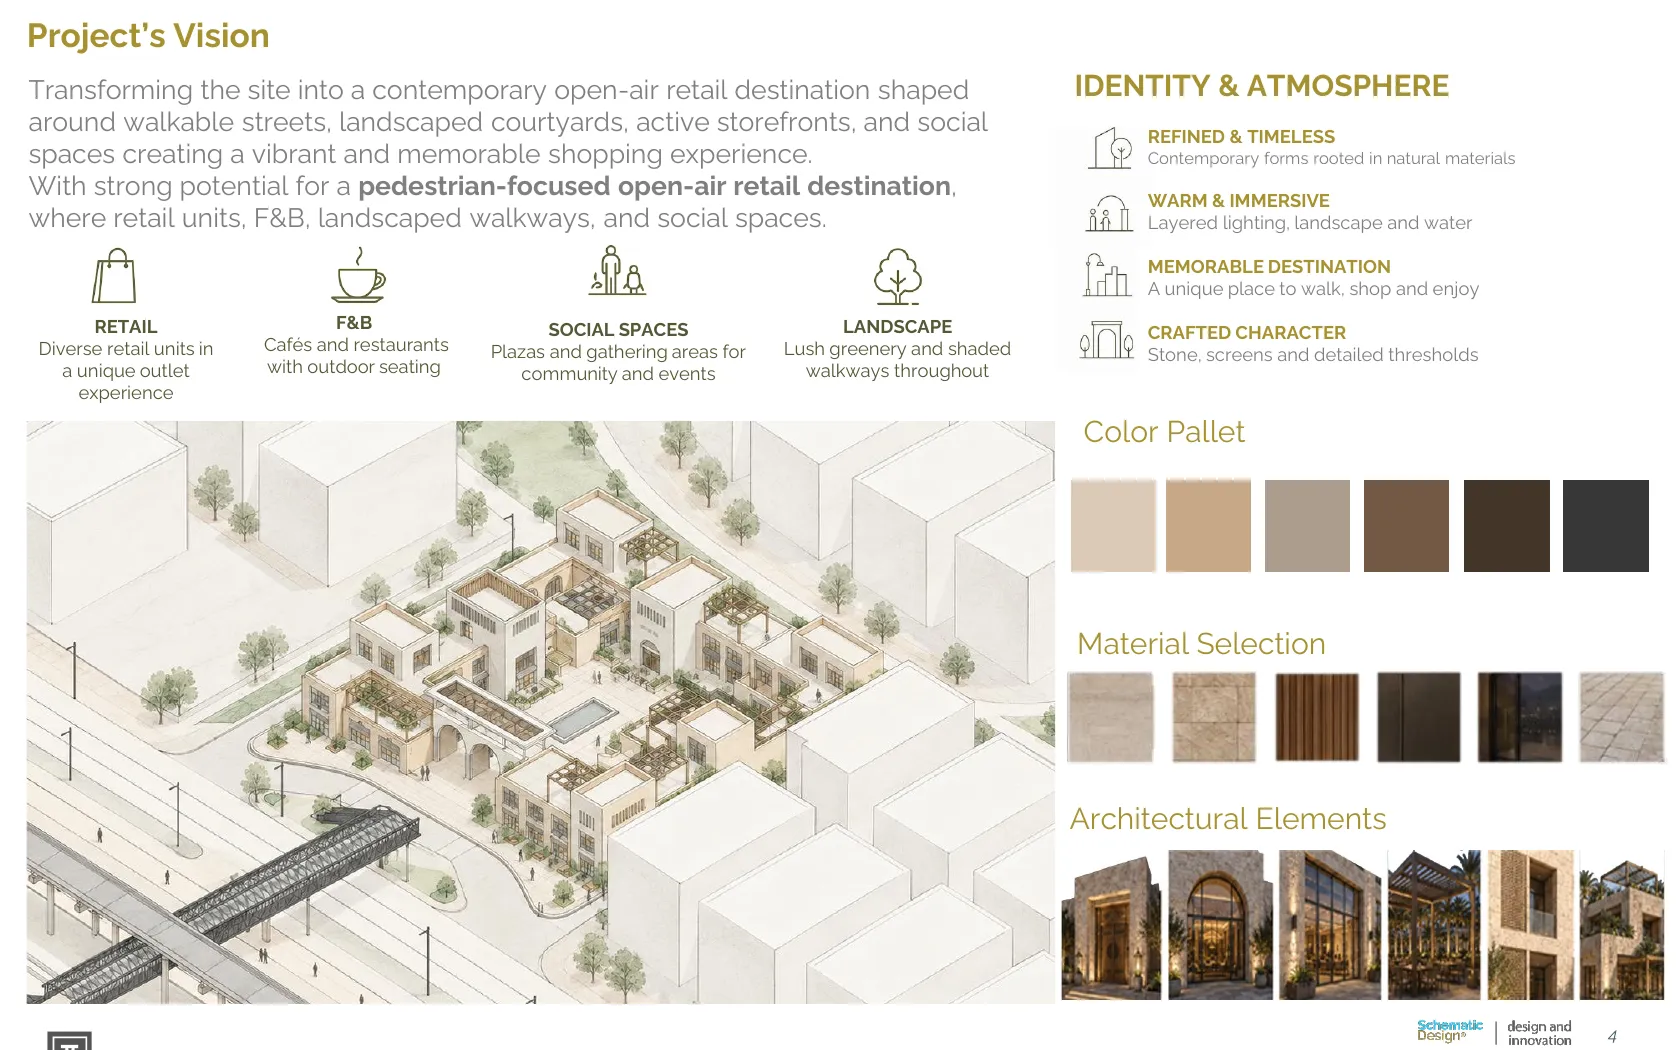 Project's Vision
Transforming the site into a contemporary open-air retail destination shaped
around walkable streets, landscaped courtyards, active storefronts, and social
spaces creating a vibrant and memorable shopping experience.
With strong potential for a pedestrian-focused open-air retail destination,
where retail units, F&B, landscaped walkways, and social spaces.
RETAIL
Diverse retail units in
a unique outlet
experience
F&B
Cafés and restaurants
with outdoor seating
SOCIAL SPACES
Plazas and gathering areas for
community and events
LANDSCAPE
Lush greenery and shaded
walkways throughout
IDENTITY & ATMOSPHERE
REFINED & TIMELESS
Contemporary forms rooted in natural materials
WARM & IMMERSIVE
Layered lighting, landscape and water
MEMORABLE DESTINATION
A unique place to walk, shop and enjoy
CRAFTED CHARACTER
Stone, screens and detailed thresholds
Color Pallet
Material Selection
Architectural Elements
Schematic
Design®
design and
innovation
4